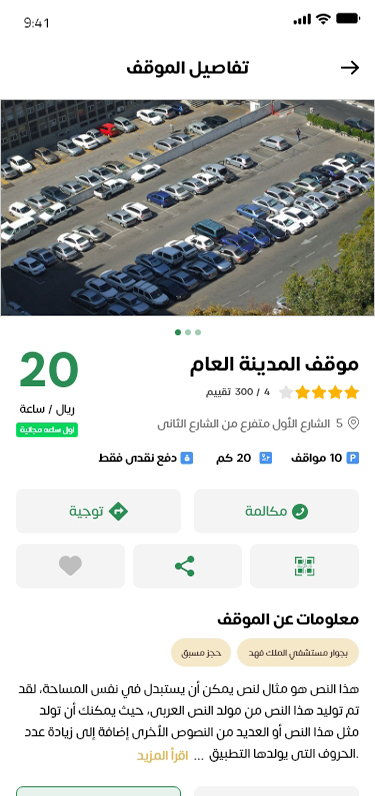 9:41
تفاصيل الموقف
موقف المدينة العام
20
4 / 300 تقييم
ريال / ساعة
5 الشارع الأول متفرع من الشارع الثاني
اول ساعه مجانية
10 مواقف
20 كم
دفع نقدي فقط
مكالمة
توجية
معلومات عن الموقف
بجوار مستشفي الملك فهد
حجز مسبق
هذا النص هو مثال لنص يمكن أن يستبدل في نفس المساحة، لقد
تم توليد هذا النص من مولد النص العربى، حيث يمكنك أن تولد
مثل هذا النص أو العديد من النصوص الأخرى إضافة إلى زيادة عدد
الحروف التى يولدها التطبيق. ... اقرأ المزيد